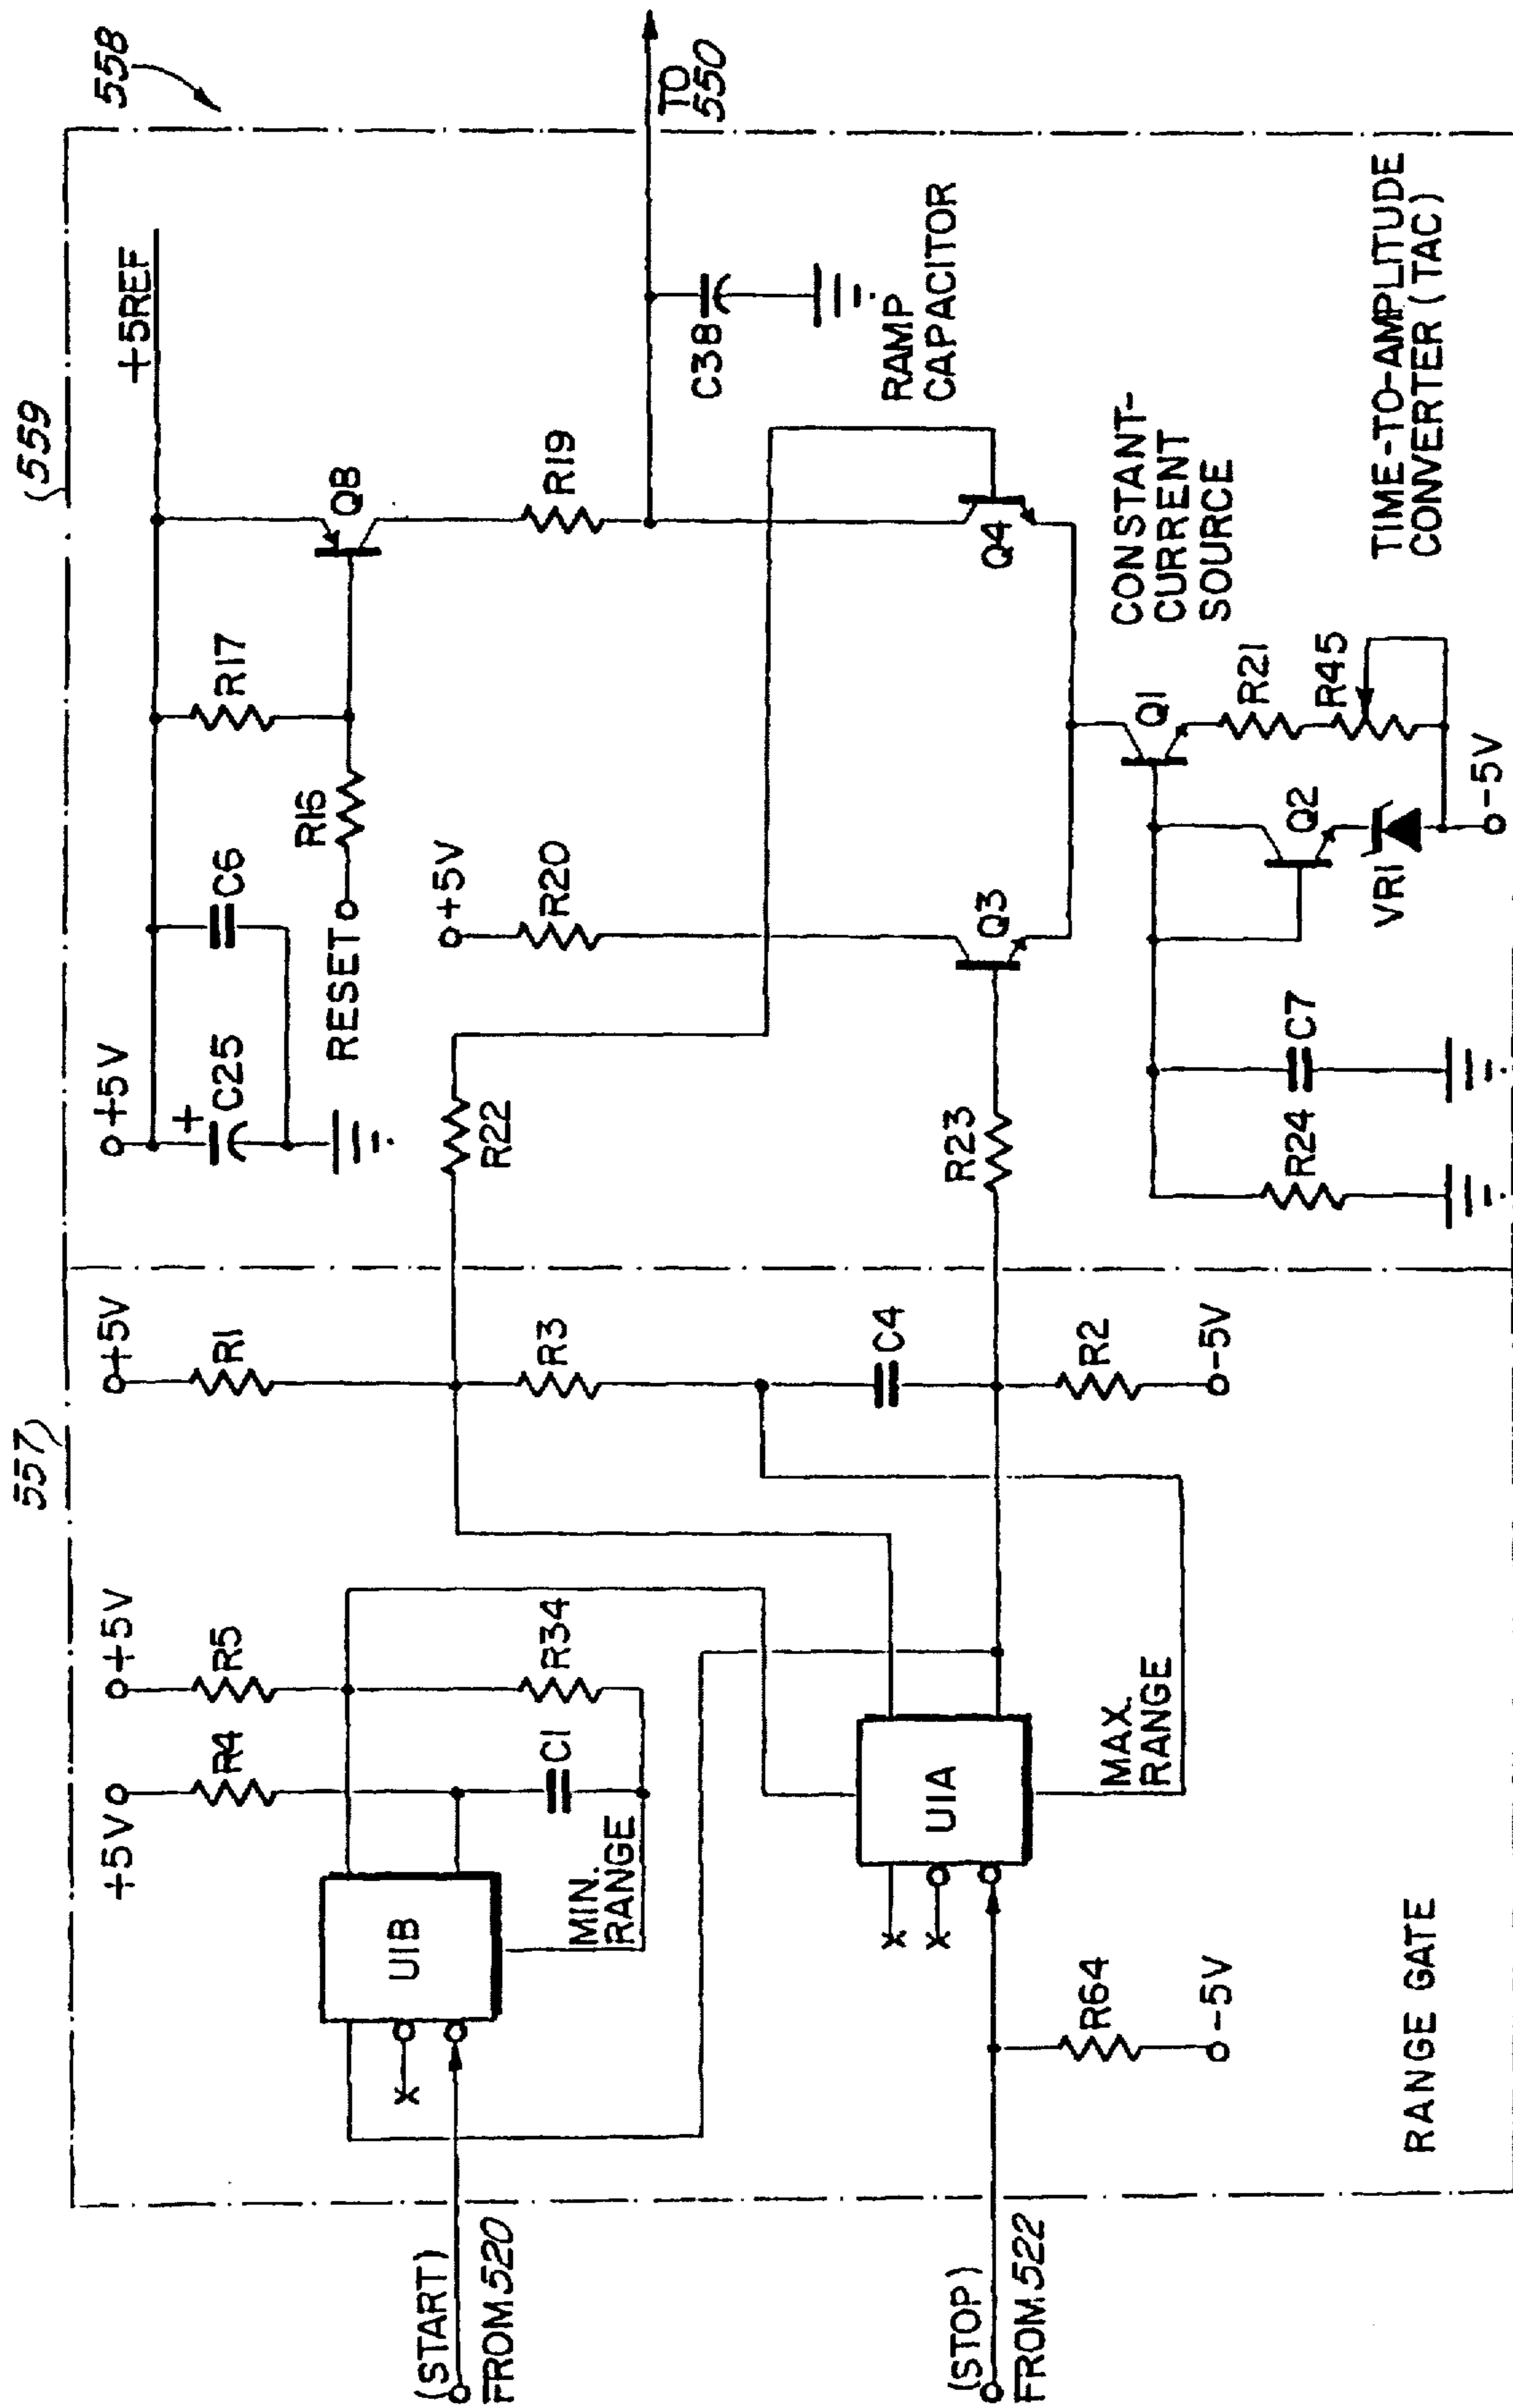 557
559
558
+5V
+5V
+5V
+5V
+5V
+5REF
R4
R5
R1
C25
C6
R17
Q8
+
RESET
R16
U1B
+5V
R19
TO
550
C1
R34
R3
R22
R20
C38
MIN.
RANGE
RAMP
CAPACITOR
(START)
FROM 520
C4
R23
Q3
Q4
U1A
MAX.
RANGE
R2
-5V
CONSTANT-
CURRENT
SOURCE
(STOP)
FROM 522
R64
-5V
R24
C7
Q2
Q1
R21
R45
VR1
-5V
RANGE GATE
TIME-TO-AMPLITUDE
CONVERTER (TAC)